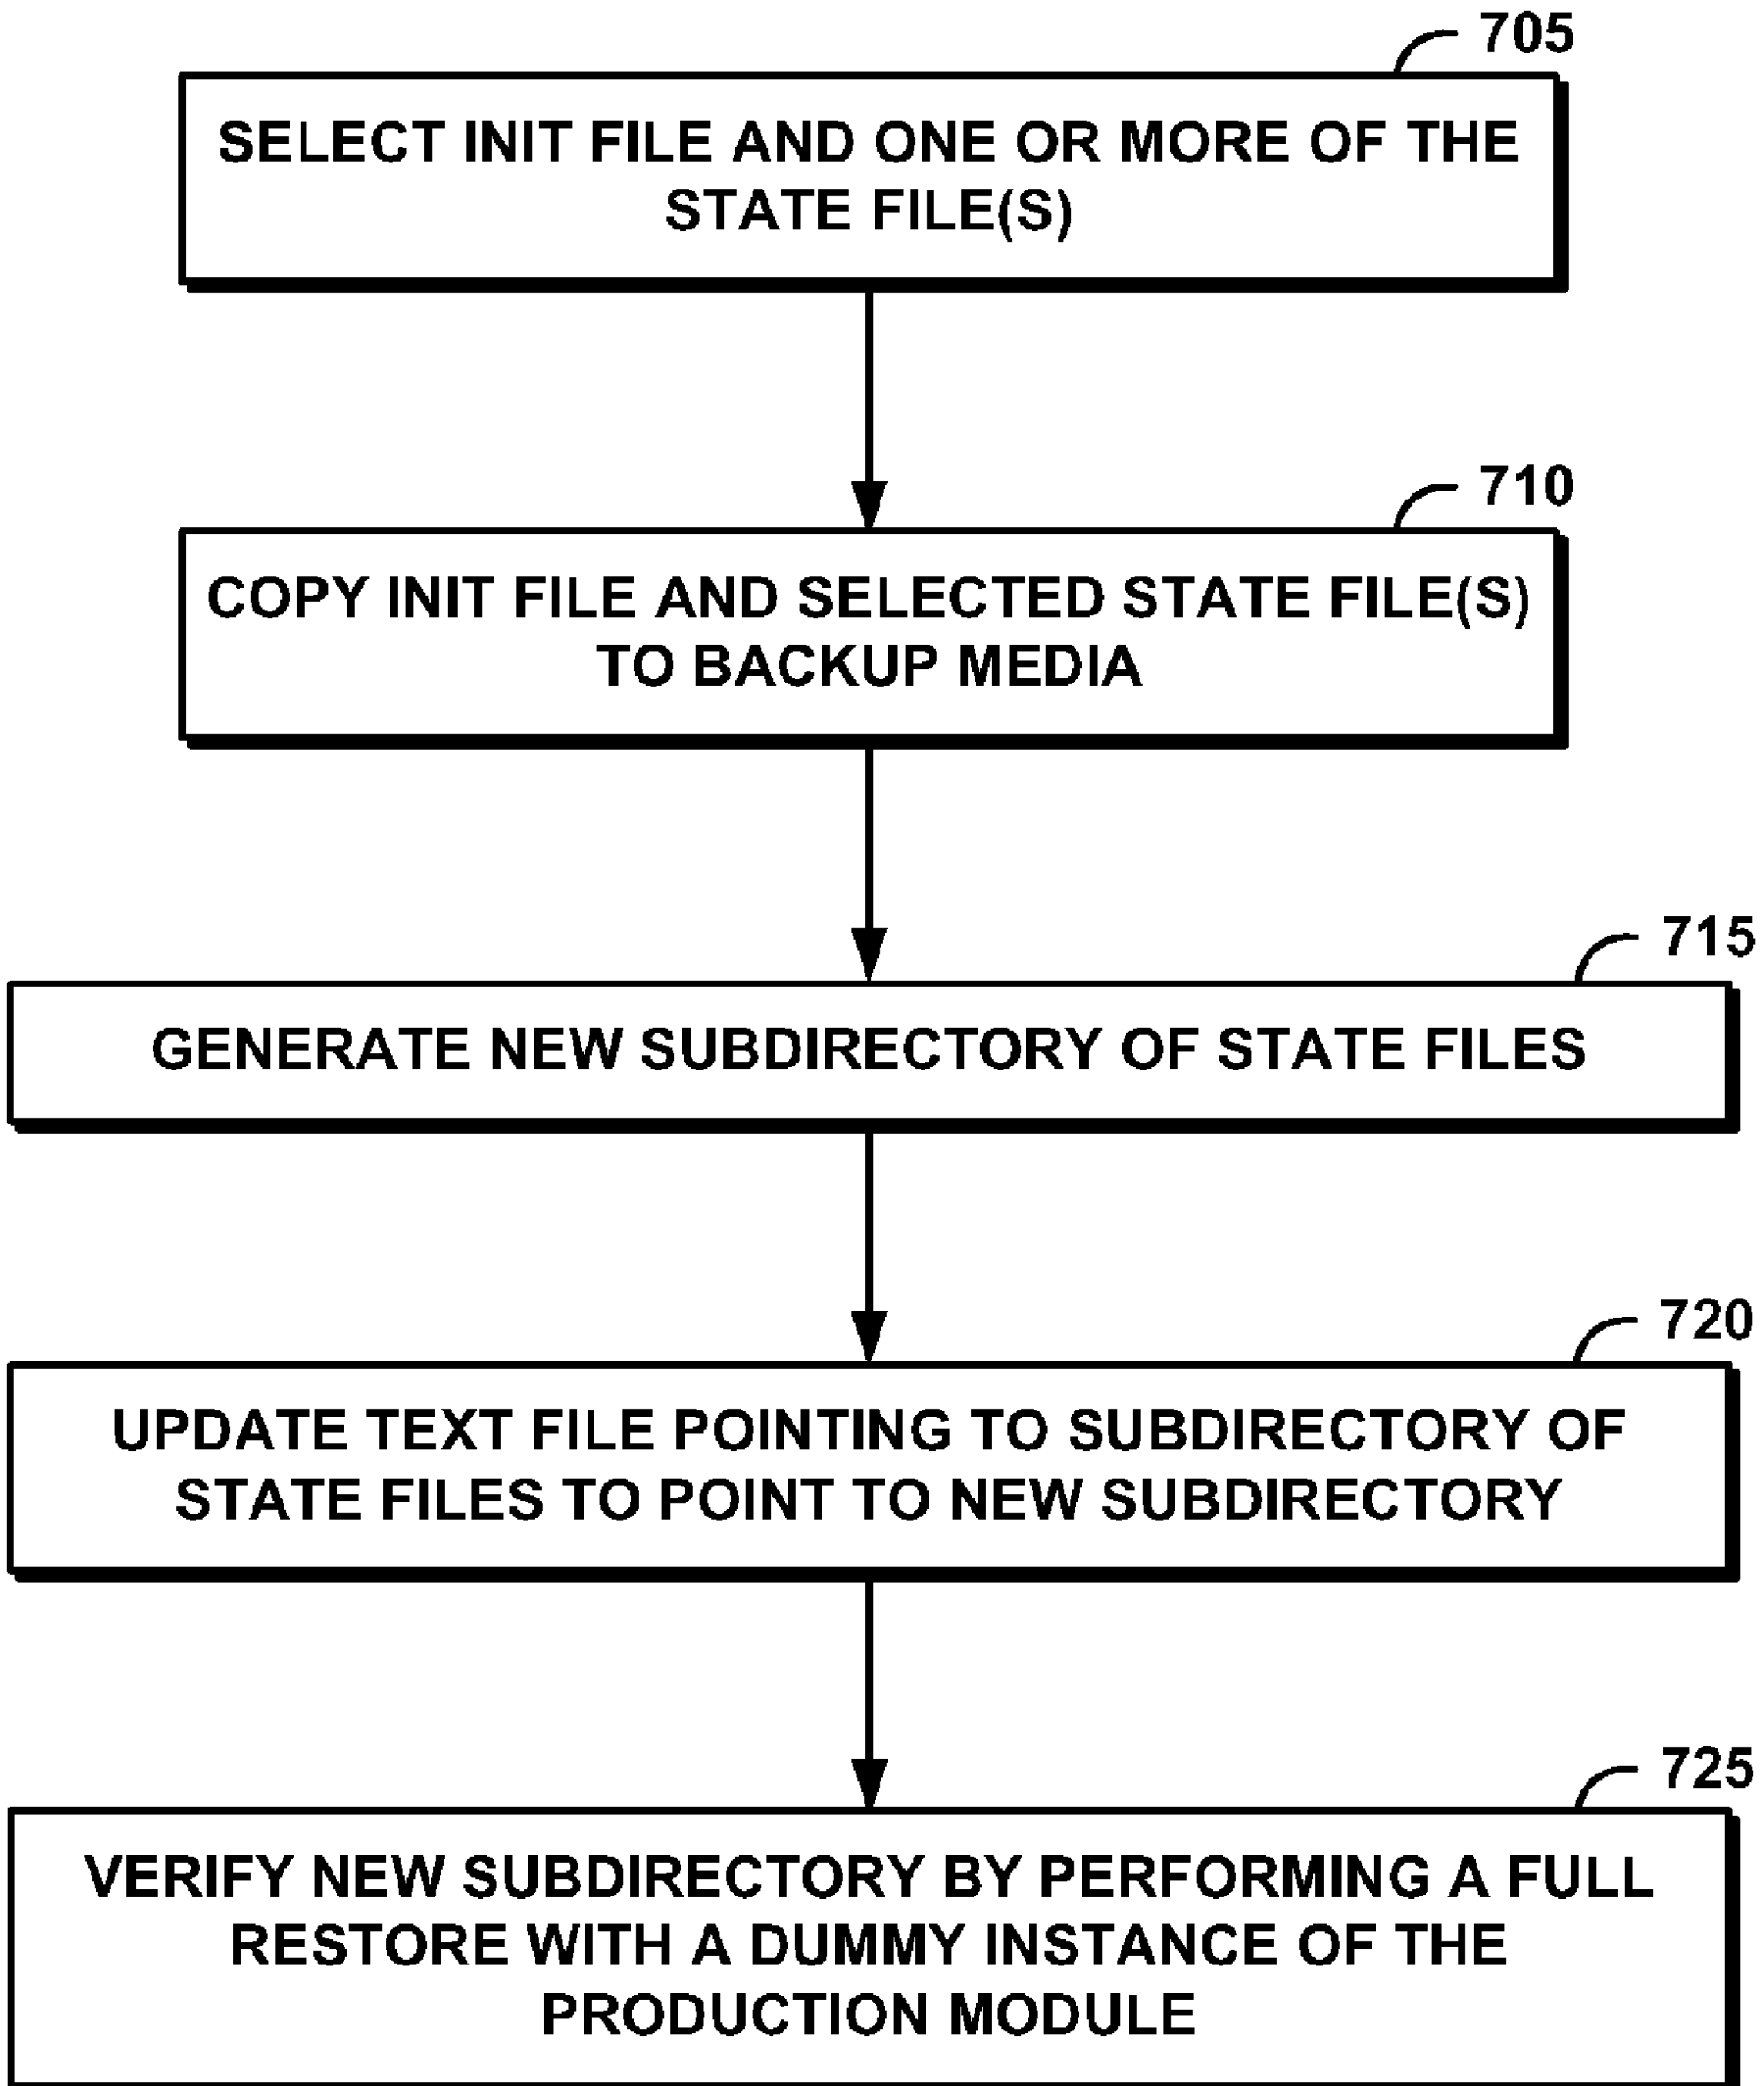 705
SELECT INIT FILE AND ONE OR MORE OF THE
STATE FILE(S)
710
COPY INIT FILE AND SELECTED STATE FILE(S)
TO BACKUP MEDIA
715
GENERATE NEW SUBDIRECTORY OF STATE FILES
720
UPDATE TEXT FILE POINTING TO SUBDIRECTORY OF
STATE FILES TO POINT TO NEW SUBDIRECTORY
725
VERIFY NEW SUBDIRECTORY BY PERFORMING A FULL
RESTORE WITH A DUMMY INSTANCE OF THE
PRODUCTION MODULE